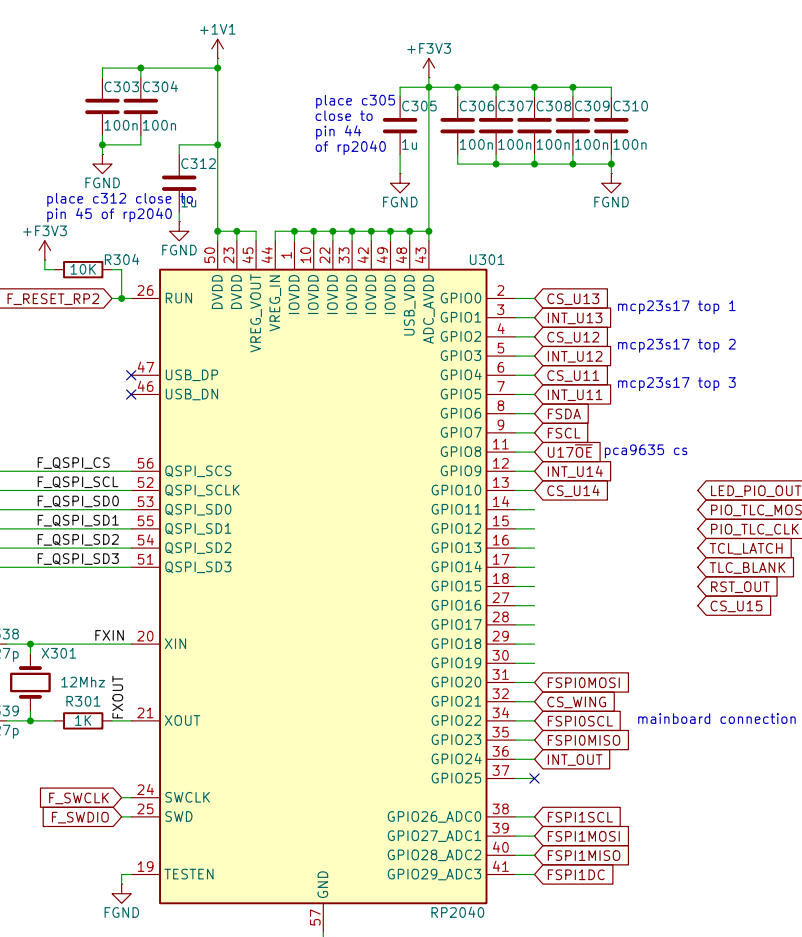 +1V1
+F3V3
C303
C304
100n
100n
FGND
C312
1u
FGND
place c312 close to
pin 45 of rp2040
place c305
close to
pin 44
of rp2040
C305
1u
FGND
C306
C307
C308
C309
C310
100n
100n
100n
100n
100n
FGND
+F3V3
R304
10K
F_RESET_RP2
U301
50
23
45
44
1
10
22
33
42
49
48
43
DVDD
DVDD
VREG_VOUT
VREG_IN
IOVDD
IOVDD
IOVDD
IOVDD
IOVDD
IOVDD
USB_VDD
ADC_AVDD
26 RUN
47 USB_DP
46 USB_DN
F_QSPI_CS 56 QSPI_SCS
F_QSPI_SCL 52 QSPI_SCLK
F_QSPI_SD0 53 QSPI_SD0
F_QSPI_SD1 55 QSPI_SD1
F_QSPI_SD2 54 QSPI_SD2
F_QSPI_SD3 51 QSPI_SD3
FXIN 20 XIN
38
27p
X301
12Mhz
R301
1K
FXOUT
39
27p
21 XOUT
F_SWCLK 24 SWCLK
F_SWDIO 25 SWD
19 TESTEN
FGND
GND
57
RP2040
GPIO0 2 CS_U13
mcp23s17 top 1
GPIO1 3 INT_U13
GPIO2 4 CS_U12
mcp23s17 top 2
GPIO3 5 INT_U12
GPIO4 6 CS_U11
mcp23s17 top 3
GPIO5 7 INT_U11
GPIO6 8 FSDA
GPIO7 9 FSCL
GPIO8 11 U17OE pca9635 cs
GPIO9 12 INT_U14
GPIO10 13 CS_U14
GPIO11 14
GPIO12 15
GPIO13 16
GPIO14 17
GPIO15 18
GPIO16 27
GPIO17 28
GPIO18 29
GPIO19 30
GPIO20 31 FSPI0MOSI
GPIO21 32 CS_WING
GPIO22 34 FSPI0SCL mainboard connection
GPIO23 35 FSPI0MISO
GPIO24 36 INT_OUT
GPIO25 37
GPIO26_ADC0 38 FSPI1SCL
GPIO27_ADC1 39 FSPI1MOSI
GPIO28_ADC2 40 FSPI1MISO
GPIO29_ADC3 41 FSPI1DC
LED_PIO_OUT
PIO_TLC_MOS
PIO_TLC_CLK
TCL_LATCH
TLC_BLANK
RST_OUT
CS_U15